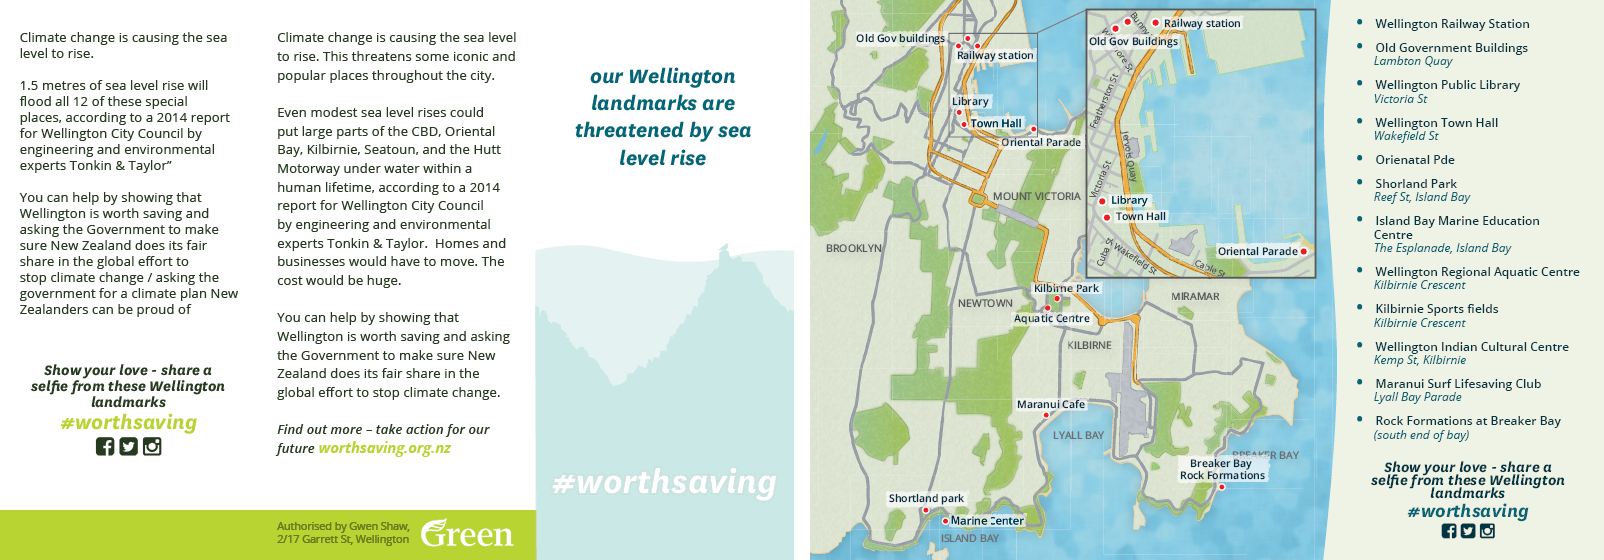 Climate change is causing the sea
level to rise.
1.5 metres of sea level rise will
flood all 12 of these special
places, according to a 2014 report
for Wellington City Council by
engineering and environmental
experts Tonkin & Taylor”
You can help by showing that
Wellington is worth saving and
asking the Government to make
sure New Zealand does its fair
share in the global effort to
stop climate change / asking the
government for a climate plan New
Zealanders can be proud of
Show your love - share a
selfie from these Wellington
landmarks
#worthsaving
Climate change is causing the sea level
to rise. This threatens some iconic and
popular places throughout the city.
Even modest sea level rises could
put large parts of the CBD, Oriental
Bay, Kilbirnie, Seatoun, and the Hutt
Motorway under water within a
human lifetime, according to a 2014
report for Wellington City Council
by engineering and environmental
experts Tonkin & Taylor. Homes and
businesses would have to move. The
cost would be huge.
You can help by showing that
Wellington is worth saving and asking
the Government to make sure New
Zealand does its fair share in the
global effort to stop climate change.
Find out more – take action for our
future worthsaving.org.nz
Authorised by Gwen Shaw,
2/17 Garrett St, Wellington
Green
our Wellington
landmarks are
threatened by sea
level rise
#worthsaving
Old Gov buildings
Railway station
Library
Town Hall
Oriental Parade
MOUNT VICTORIA
BROOKLYN
NEWTOWN
Kilbirne Park
Aquatic Centre
MIRAMAR
KILBIRNE
Maranui Cafe
LYALL BAY
BREAKER BAY
Breaker Bay
Rock Formations
Shortland park
Marine Center
ISLAND BAY
Railway station
Old Gov Buildings
Featherston St
Jervois Quay
Victoria St
Library
Town Hall
Cuba St
Wakefield St
Cable St
Oriental Parade
• Wellington Railway Station
• Old Government Buildings
Lambton Quay
• Wellington Public Library
Victoria St
• Wellington Town Hall
Wakefield St
• Orienatal Pde
• Shorland Park
Reef St, Island Bay
• Island Bay Marine Education
Centre
The Esplanade, Island Bay
• Wellington Regional Aquatic Centre
Kilbirnie Crescent
• Kilbirnie Sports fields
Kilbirnie Crescent
• Wellington Indian Cultural Centre
Kemp St, Kilbirnie
• Maranui Surf Lifesaving Club
Lyall Bay Parade
• Rock Formations at Breaker Bay
(south end of bay)
Show your love - share a
selfie from these Wellington
landmarks
#worthsaving